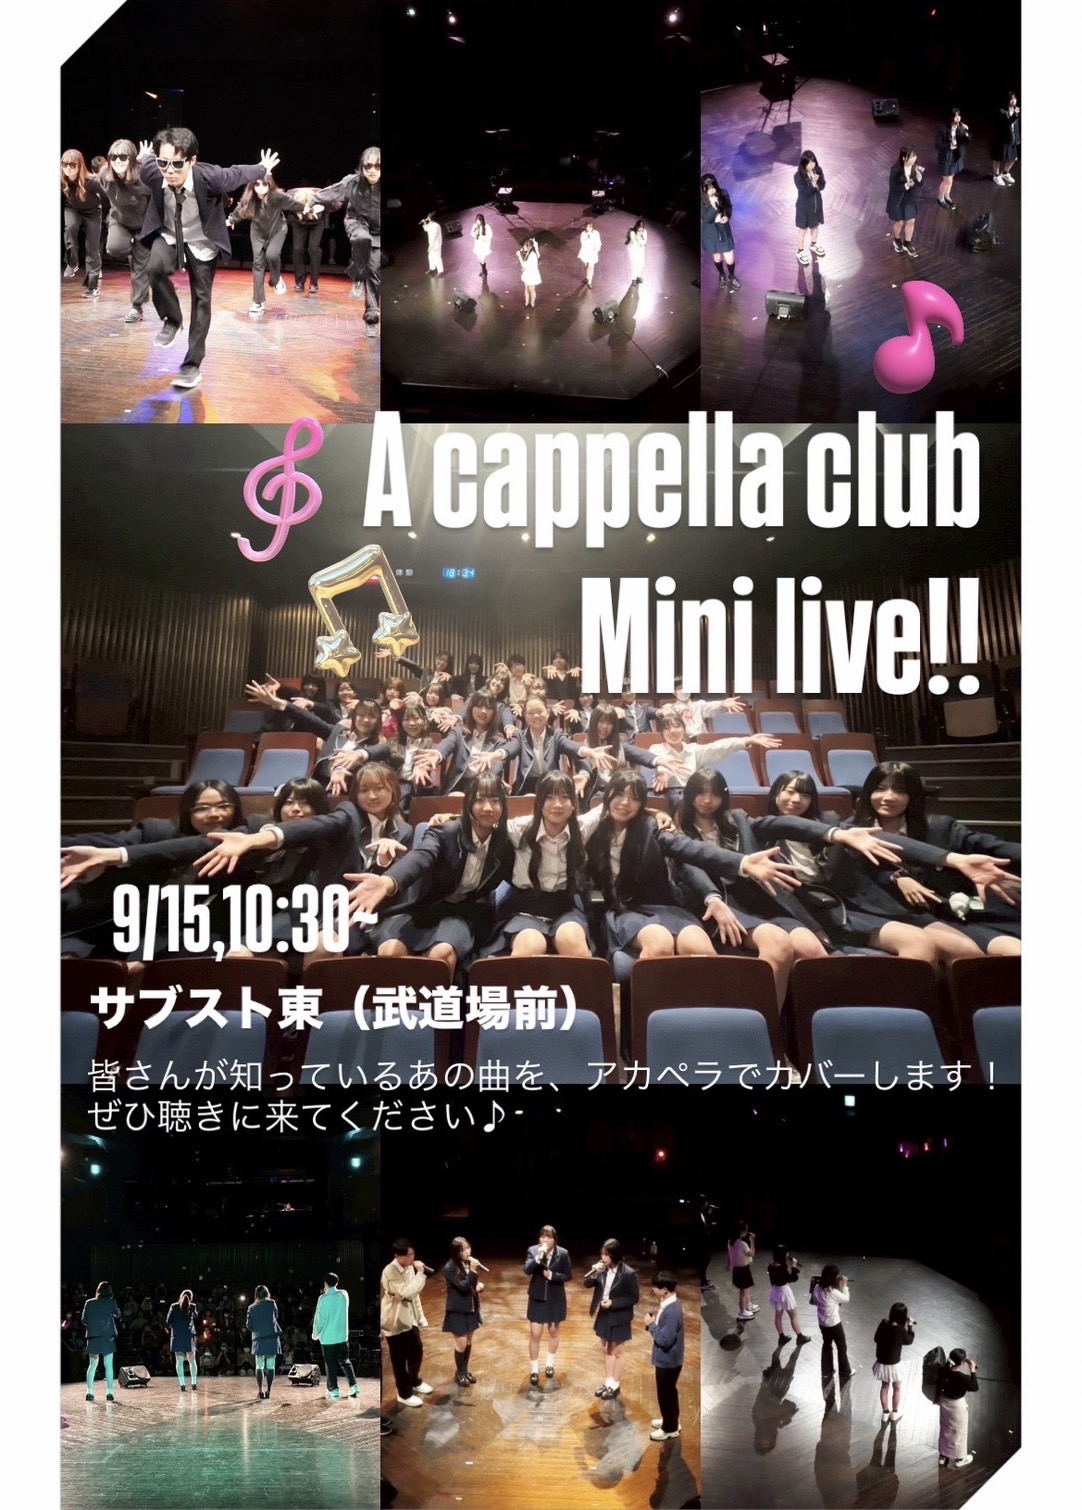 A cappella club
Mini live!!
18:34
9/15,10:30~
サブスト東（武道場前）
皆さんが知っているあの曲を、アカペラでカバーします！
ぜひ聴きに来てください♪